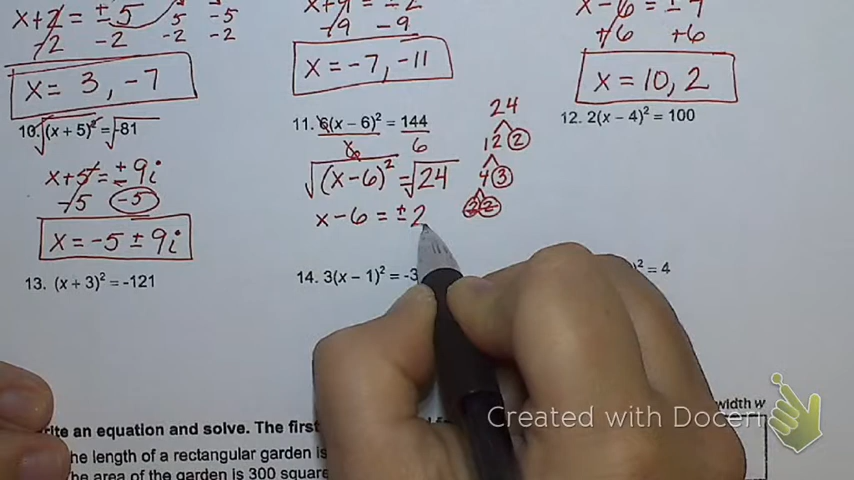 x+2 = ±5 5 -5
-2 -2 -2 -2
x = 3, -7
-9 -9
x = -7, -11
x-6 = ±
+6 +6
x = 10, 2
10. √(x + 5)² = √-81
x+5 = ±9i
-5 -5
x = -5 ± 9i
11. 6(x – 6)² = 144
6 6
√(x-6)² = √24
x-6 = ±2
24
12 2
4 3
2 2
12. 2(x – 4)² = 100
13. (x + 3)² = -121
14. 3(x – 1)² = -3
)² = 4
rite an equation and solve. The first
width w
he length of a rectangular garden is
he area of the garden is 300 square
Created with Doceri